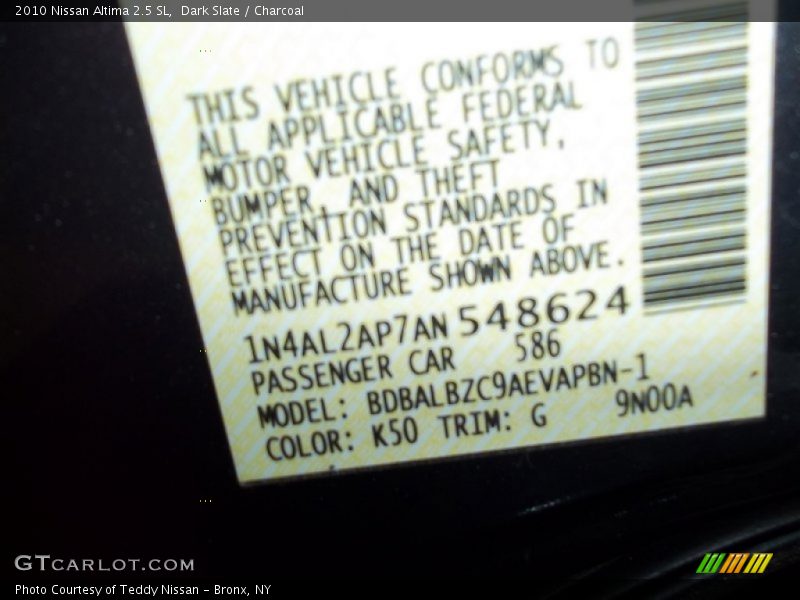 2010 Nissan Altima 2.5 SL, Dark Slate / Charcoal
THIS VEHICLE CONFORMS TO
ALL APPLICABLE FEDERAL
MOTOR VEHICLE SAFETY,
BUMPER, AND THEFT
PREVENTION STANDARDS IN
EFFECT ON THE DATE OF
MANUFACTURE SHOWN ABOVE.
1N4AL2AP7AN 548624
PASSENGER CAR 586
MODEL: BDBALBZC9AEVAPBN-1
COLOR: K50 TRIM: G 9N00A
GTCARLOT.COM
Photo Courtesy of Teddy Nissan - Bronx, NY